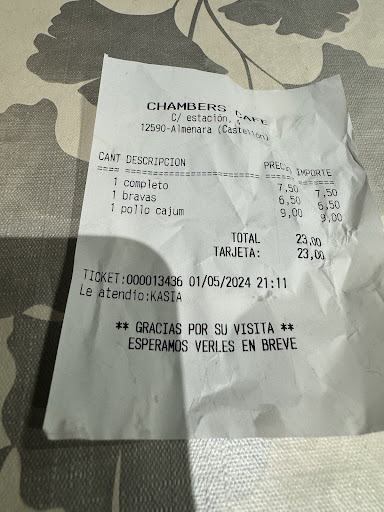 CHAMBERS CAFE
C/ estación, 4
12590-Almenara (Castellon)
CANT DESCRIPCION PRECIO IMPORTE
==== =================== ====== =======
1 completo 7,50 7,50
1 bravas 6,50 6,50
1 pollo cajum 9,00 9,00
TOTAL 23,00
TARJETA: 23,00
TICKET:000013436 01/05/2024 21:11
Le atendio:KASIA
** GRACIAS POR SU VISITA **
ESPERAMOS VERLES EN BREVE